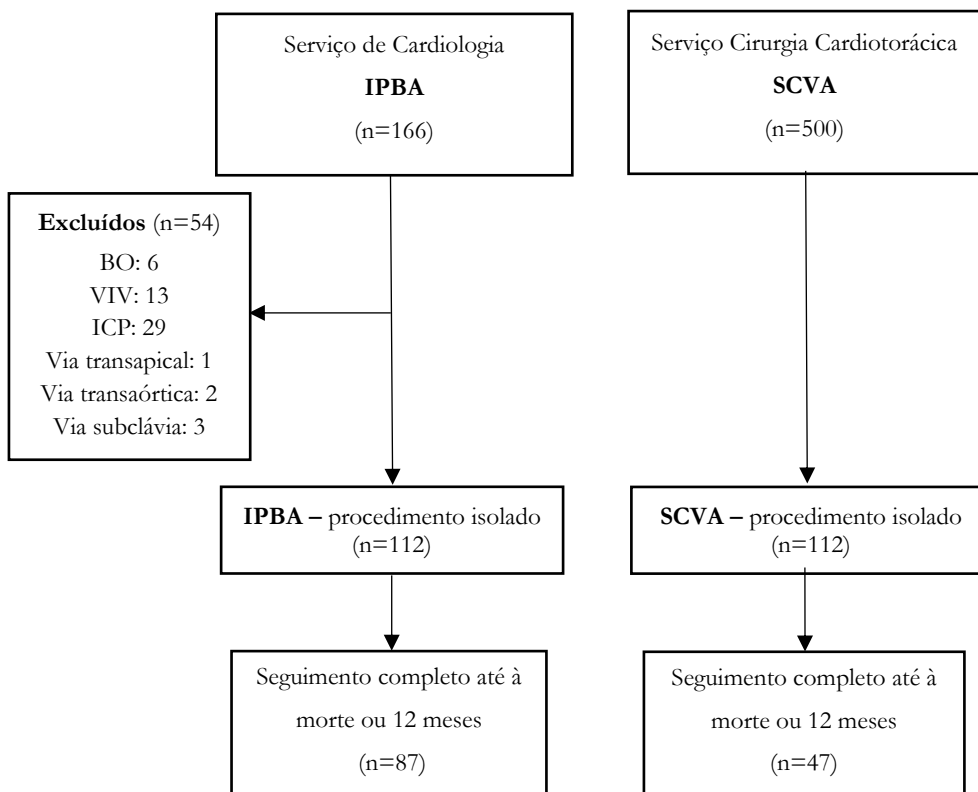 Serviço de Cardiologia
IPBA
(n=166)
Serviço Cirurgia Cardiotorácica
SCVA
(n=500)
Excluídos (n=54)
BO: 6
VIV: 13
ICP: 29
Via transapical: 1
Via transaórtica: 2
Via subclávia: 3
IPBA – procedimento isolado
(n=112)
SCVA – procedimento isolado
(n=112)
Seguimento completo até à
morte ou 12 meses
(n=87)
Seguimento completo até à
morte ou 12 meses
(n=47)